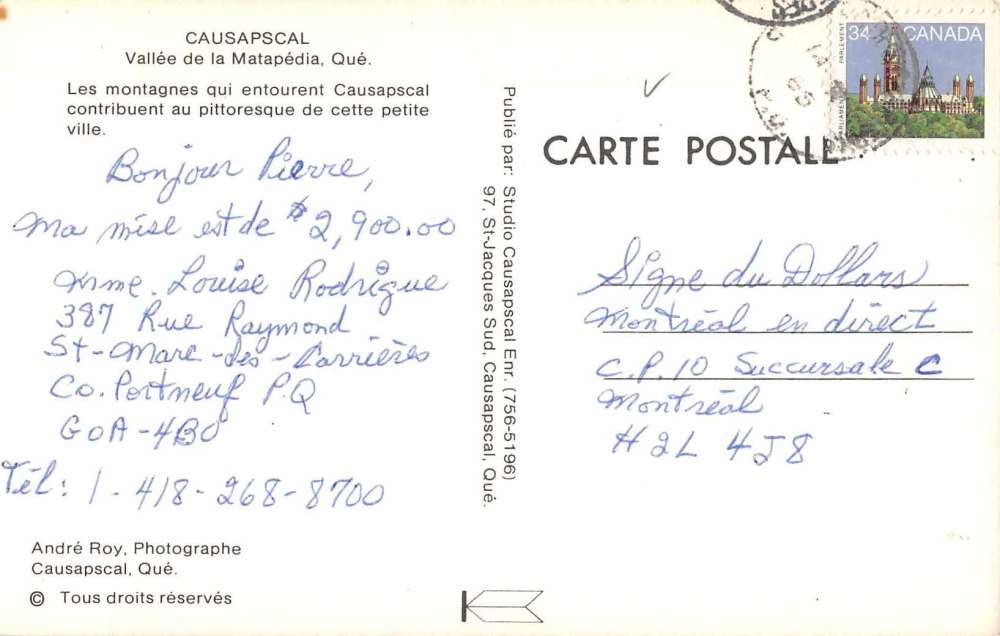 CAUSAPSCAL
Vallée de la Matapédia, Qué.
Les montagnes qui entourent Causapscal
contribuent au pittoresque de cette petite
ville.
Bonjour Pierre,
Ma mise est de $2,900.00
Mme. Louise Rodrigue
387 Rue Raymond
St-Marc-des-Carrières
Co. Portneuf P.Q
G0A-4B0
Tél: 1-418-268-8700
André Roy, Photographe
Causapscal, Qué.
© Tous droits réservés
Publié par: Studio Causapscal Enr. (756-5196)
97, St-Jacques Sud, Causapscal, Qué.
34 CANADA
PARLEMENT
PARLIAMENT
CARTE POSTALE
Signe du Dollars
Montréal en direct
C.P. 10 Succursale C
Montréal
H2L 4J8